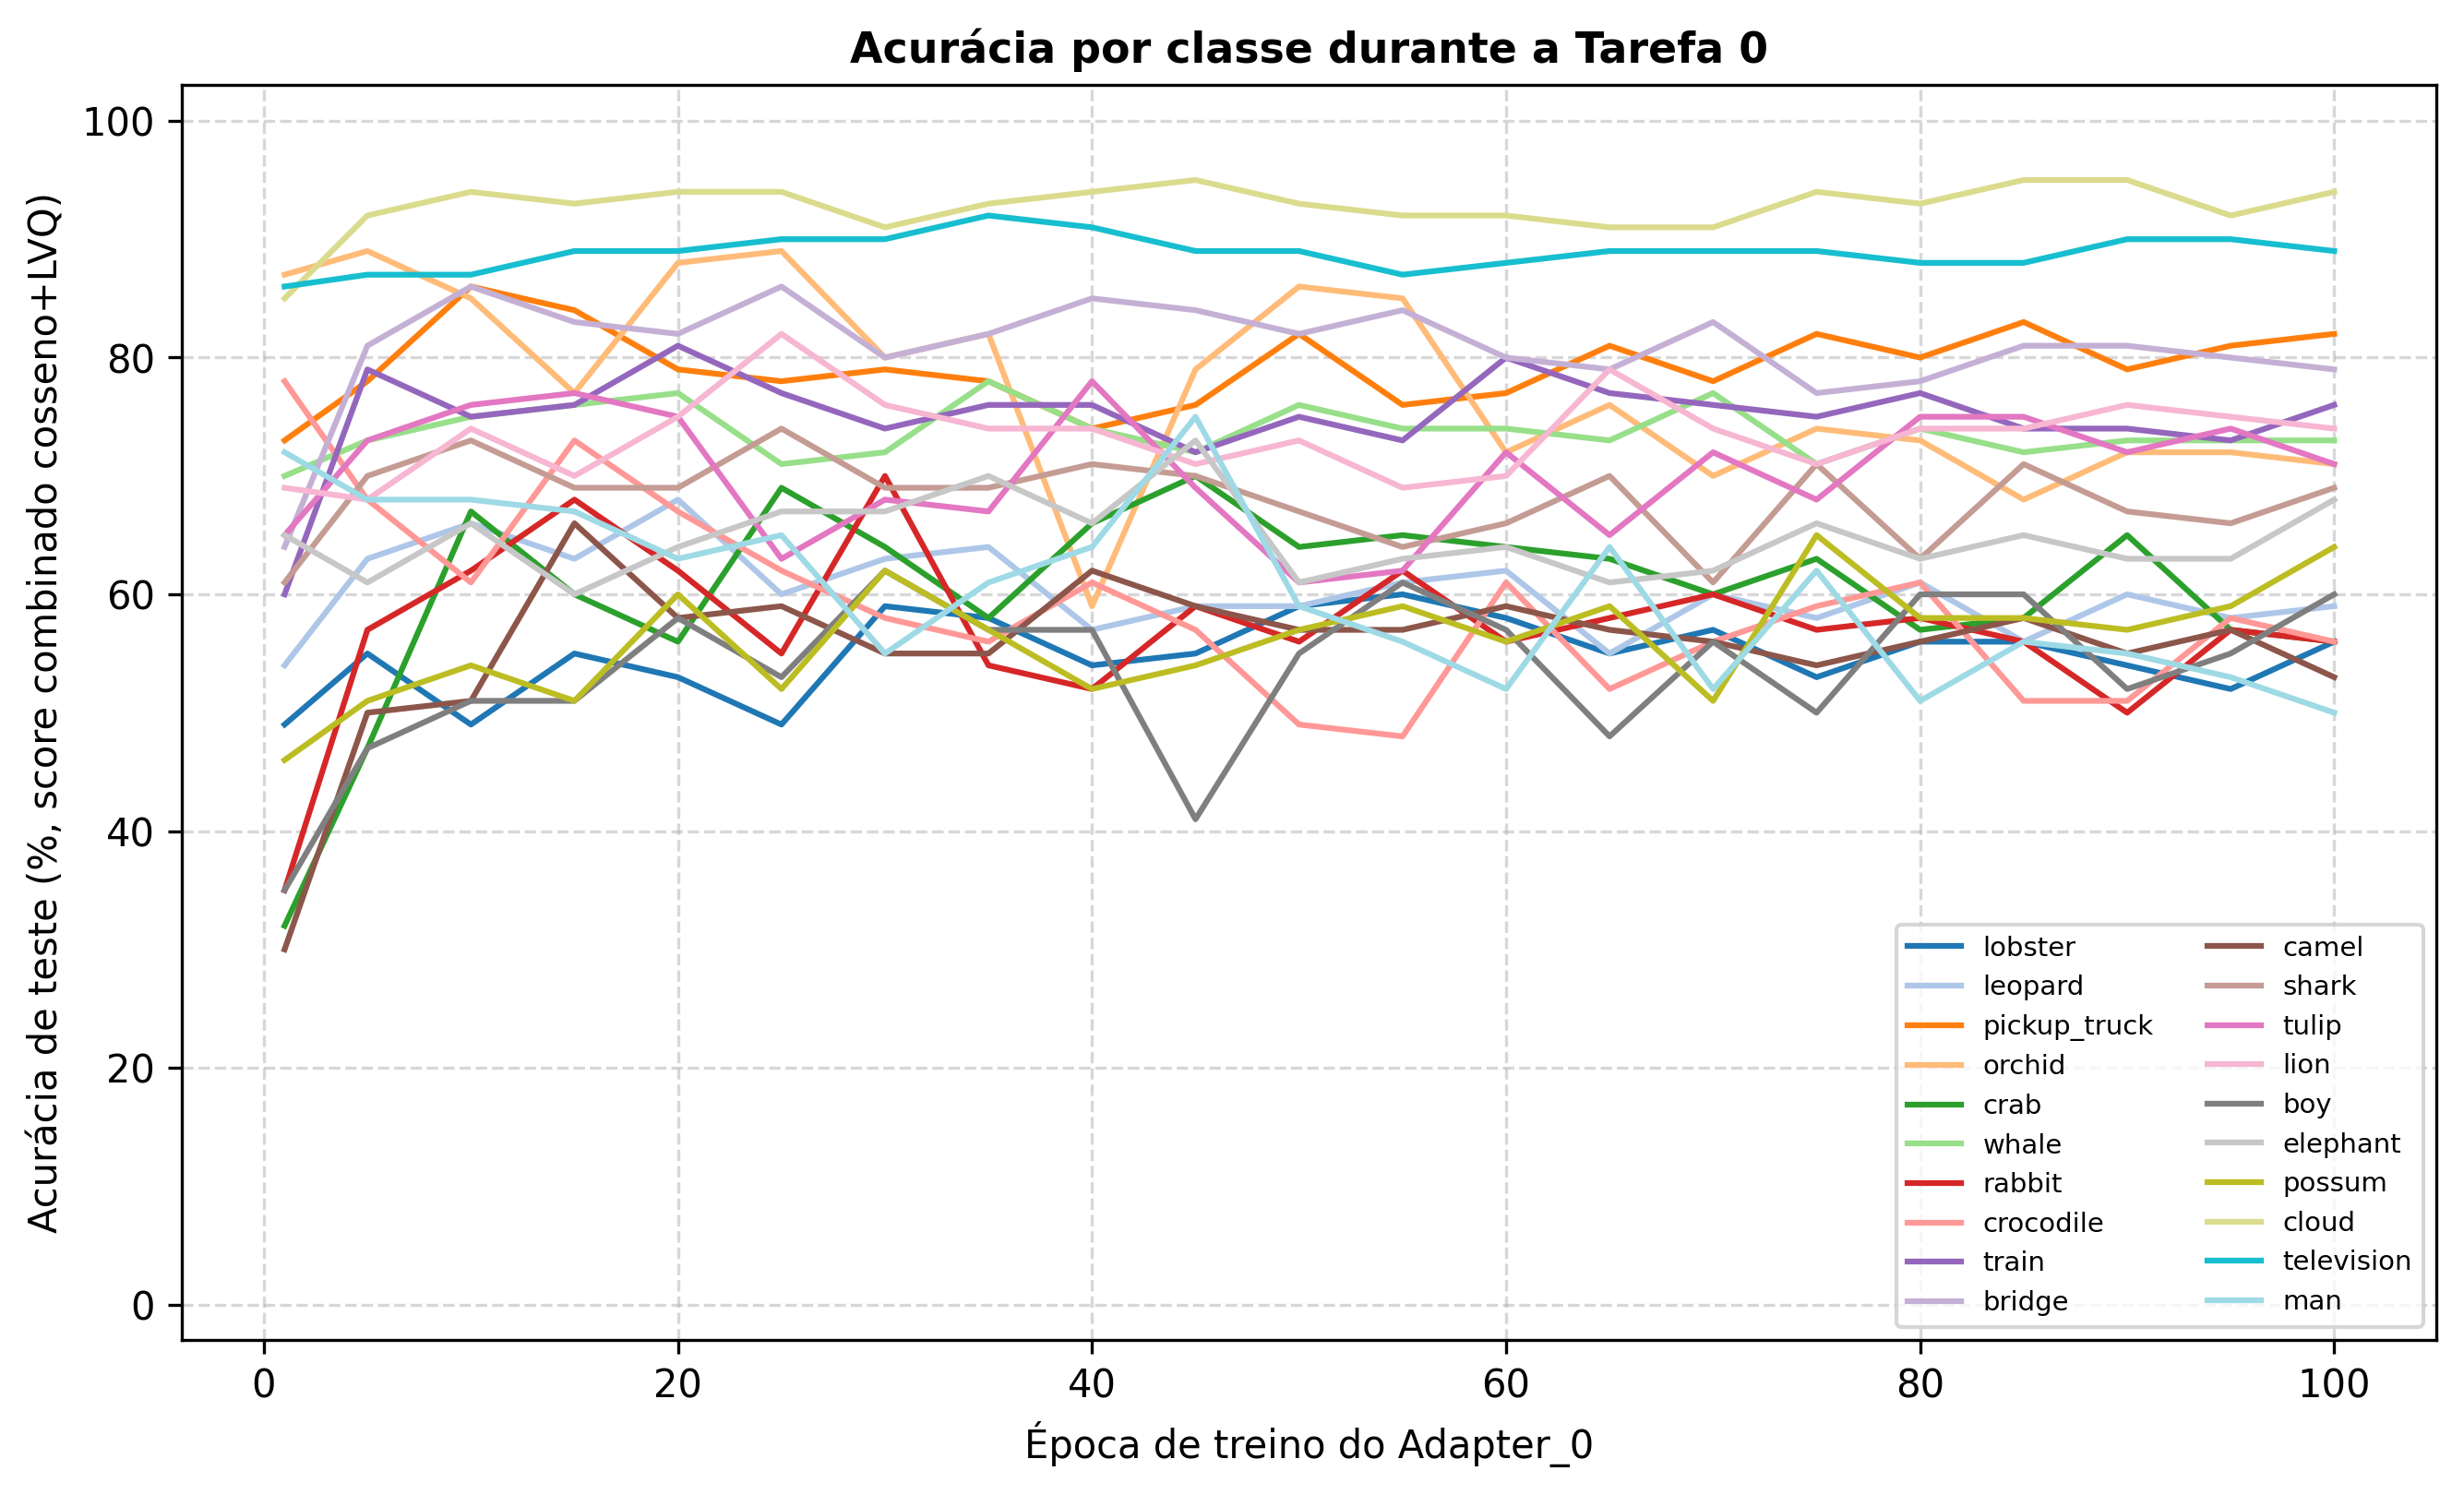 Acurácia por classe durante a Tarefa 0
Acurácia de teste (%, score combinado cosseno+LVQ)
100
80
60
40
20
0
0 20 40 60 80 100
Época de treino do Adapter_0
lobster
leopard
pickup_truck
orchid
crab
whale
rabbit
crocodile
train
bridge
camel
shark
tulip
lion
boy
elephant
possum
cloud
television
man